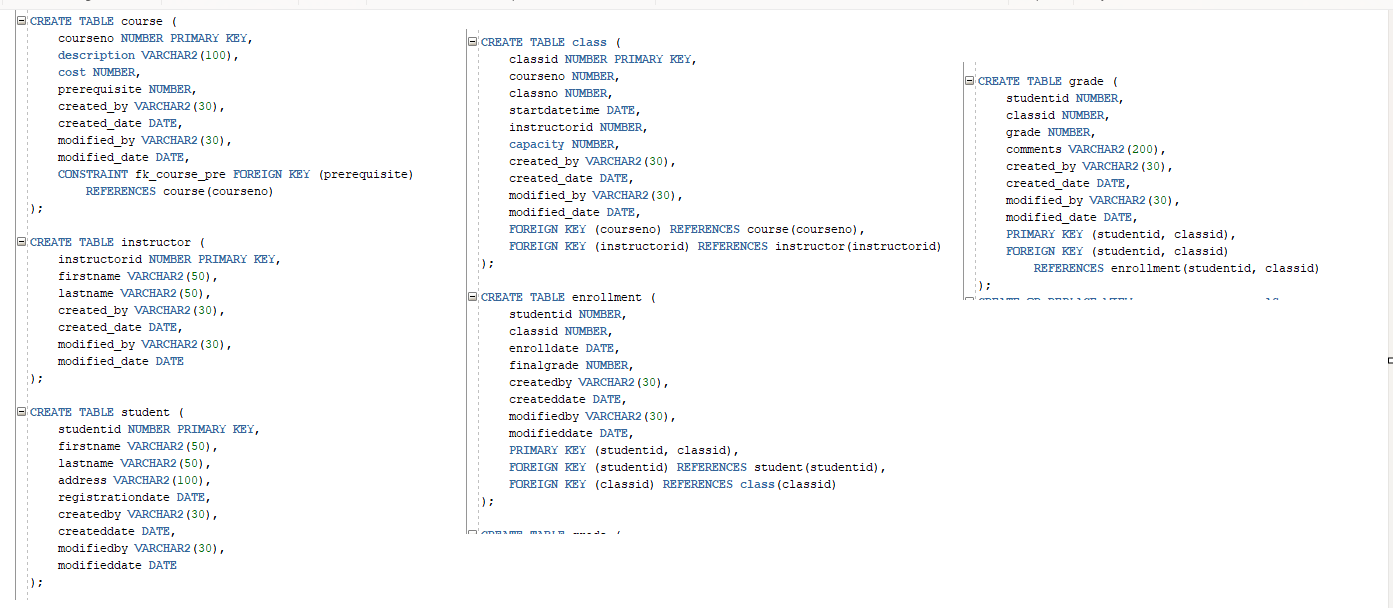 CREATE TABLE course (
courseno NUMBER PRIMARY KEY,
description VARCHAR2(100),
cost NUMBER,
prerequisite NUMBER,
created_by VARCHAR2(30),
created_date DATE,
modified_by VARCHAR2(30),
modified_date DATE,
CONSTRAINT fk_course_pre FOREIGN KEY (prerequisite)
REFERENCES course(courseno)
);
CREATE TABLE instructor (
instructorid NUMBER PRIMARY KEY,
firstname VARCHAR2(50),
lastname VARCHAR2(50),
created_by VARCHAR2(30),
created_date DATE,
modified_by VARCHAR2(30),
modified_date DATE
);
CREATE TABLE student (
studentid NUMBER PRIMARY KEY,
firstname VARCHAR2(50),
lastname VARCHAR2(50),
address VARCHAR2(100),
registrationdate DATE,
createdby VARCHAR2(30),
createddate DATE,
modifiedby VARCHAR2(30),
modifieddate DATE
);
CREATE TABLE class (
classid NUMBER PRIMARY KEY,
courseno NUMBER,
classno NUMBER,
startdatetime DATE,
instructorid NUMBER,
capacity NUMBER,
created_by VARCHAR2(30),
created_date DATE,
modified_by VARCHAR2(30),
modified_date DATE,
FOREIGN KEY (courseno) REFERENCES course(courseno),
FOREIGN KEY (instructorid) REFERENCES instructor(instructorid)
);
CREATE TABLE enrollment (
studentid NUMBER,
classid NUMBER,
enrolldate DATE,
finalgrade NUMBER,
createdby VARCHAR2(30),
createddate DATE,
modifiedby VARCHAR2(30),
modifieddate DATE,
PRIMARY KEY (studentid, classid),
FOREIGN KEY (studentid) REFERENCES student(studentid),
FOREIGN KEY (classid) REFERENCES class(classid)
);
CREATE TABLE grade (
studentid NUMBER,
classid NUMBER,
grade NUMBER,
comments VARCHAR2(200),
created_by VARCHAR2(30),
created_date DATE,
modified_by VARCHAR2(30),
modified_date DATE,
PRIMARY KEY (studentid, classid),
FOREIGN KEY (studentid, classid)
REFERENCES enrollment(studentid, classid)
);